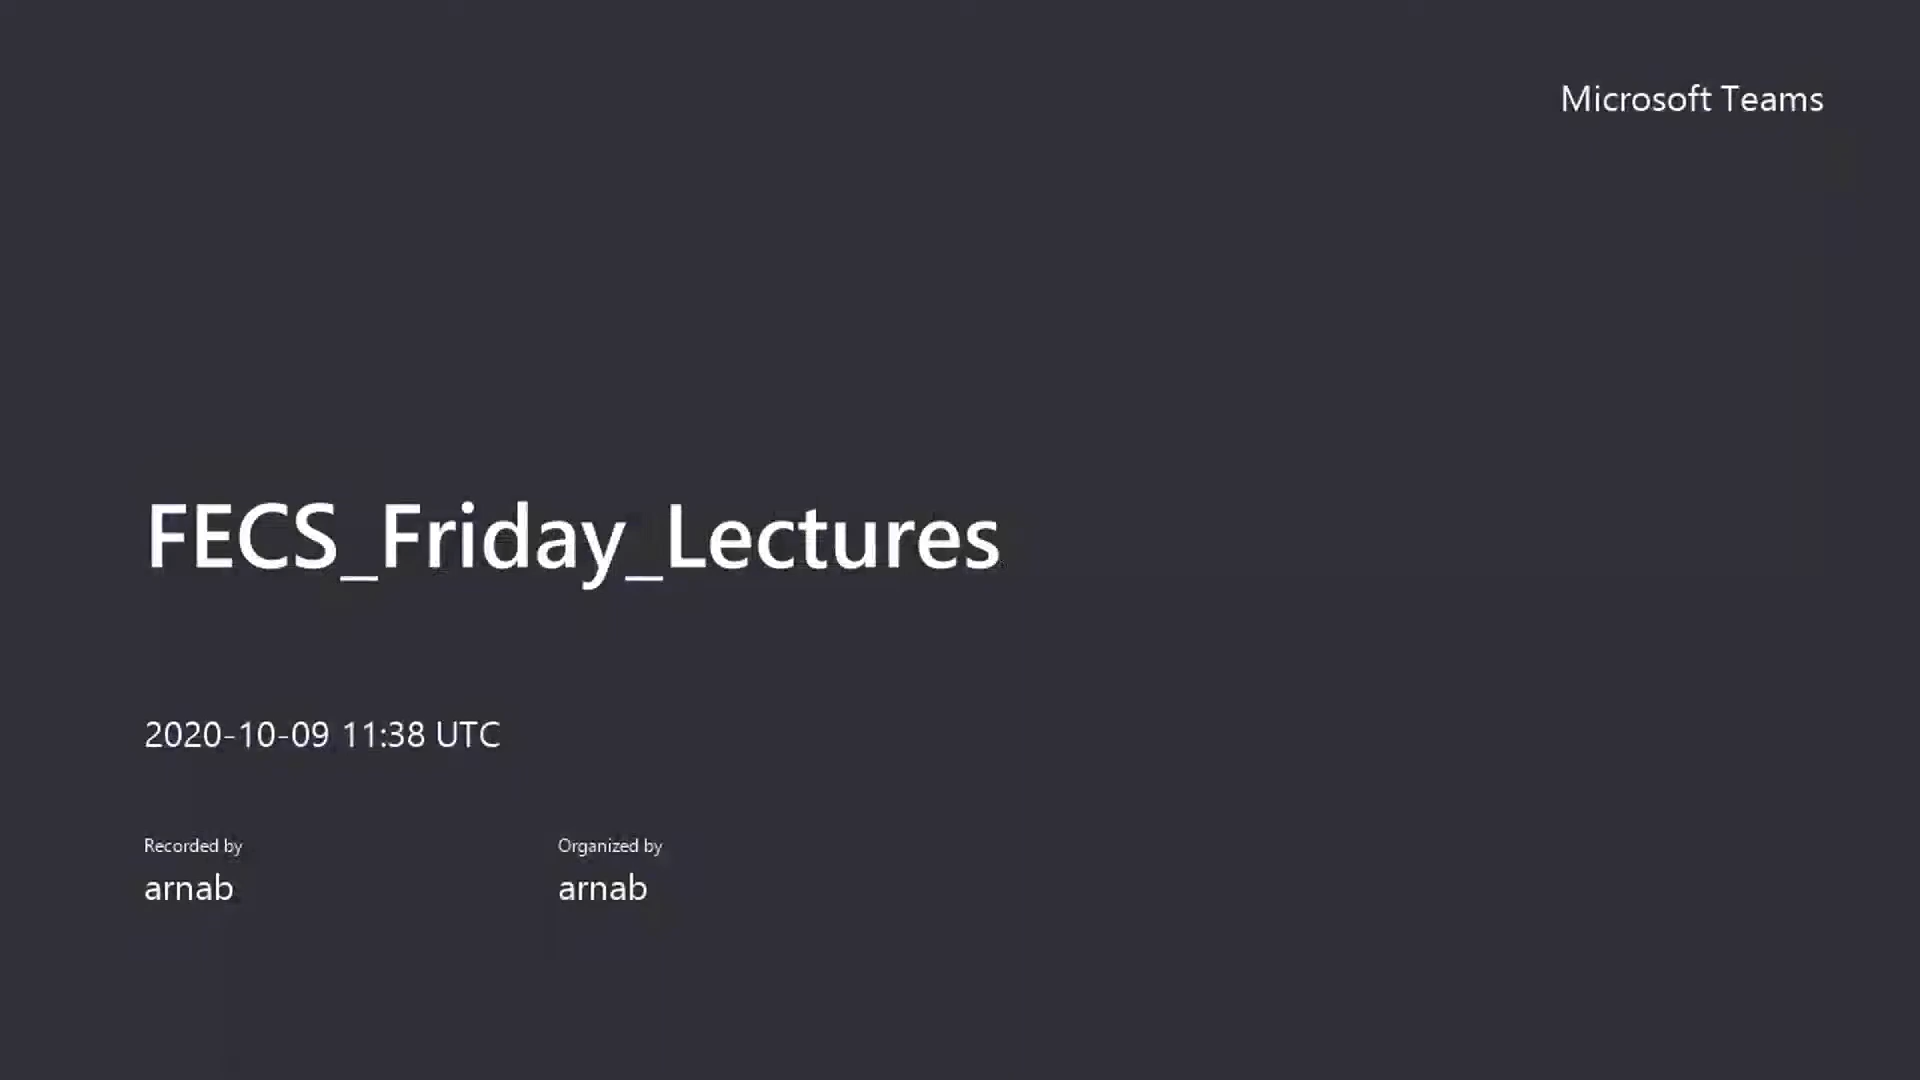 Microsoft Teams
FECS_Friday_Lectures
2020-10-09 11:38 UTC
Recorded by
arnab
Organized by
arnab